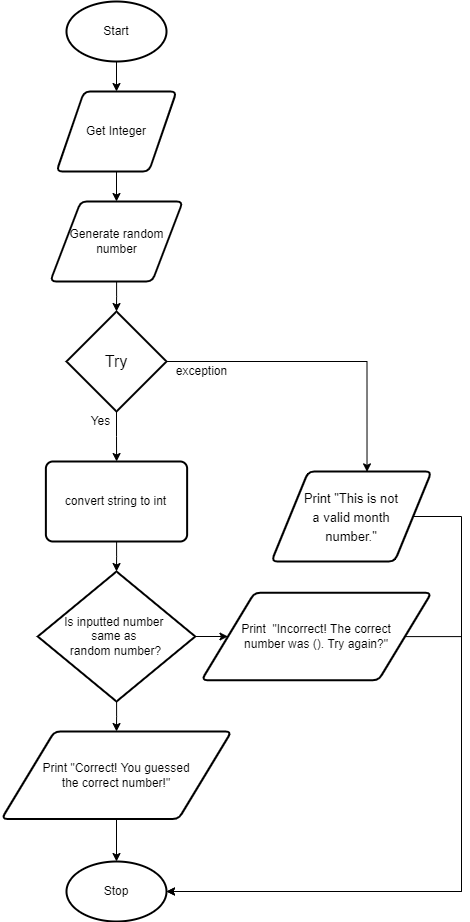 Start
Get Integer
Generate random
number
Try
exception
Yes
convert string to int
Print "This is not
a valid month
number."
Is inputted number
same as
random number?
Print  "Incorrect! The correct
number was (). Try again?"
Print "Correct! You guessed
the correct number!"
Stop